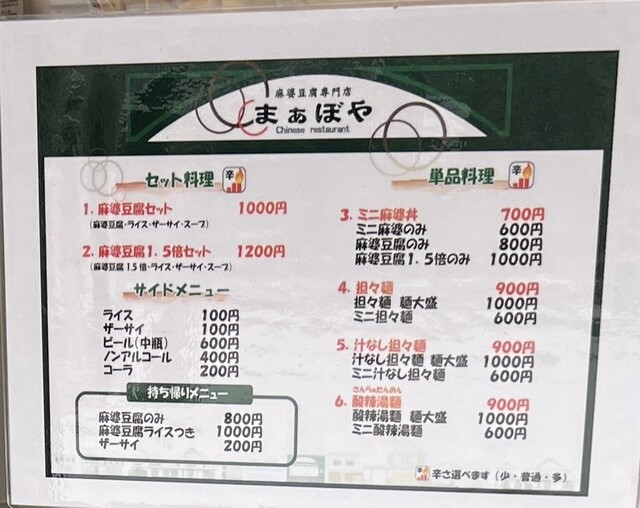 麻婆豆腐専門店
まぁぼや
Chinese restaurant
セット料理 辛
1. 麻婆豆腐セット 1000円
(麻婆豆腐・ライス・ザーサイ・スープ)
2. 麻婆豆腐1.5倍セット 1200円
(麻婆豆腐1.5倍・ライス・ザーサイ・スープ)
サイドメニュー
ライス 100円
ザーサイ 100円
ビール(中瓶) 600円
ノンアルコール 400円
コーラ 200円
持ち帰りメニュー
麻婆豆腐のみ 800円
麻婆豆腐ライスつき 1000円
ザーサイ 200円
単品料理 辛
3. ミニ麻婆丼 700円
ミニ麻婆のみ 600円
麻婆豆腐のみ 800円
麻婆豆腐1.5倍のみ 1000円
4. 担々麺 900円
担々麺 麺大盛 1000円
ミニ担々麺 600円
5. 汁なし担々麺 900円
汁なし担々麺 麺大盛 1000円
ミニ汁なし担々麺 600円
さんらぁたんめん
6. 酸辣湯麺 900円
酸辣湯麺 麺大盛 1000円
ミニ酸辣湯麺 600円
辛 辛さ選べます(少・普通・多)